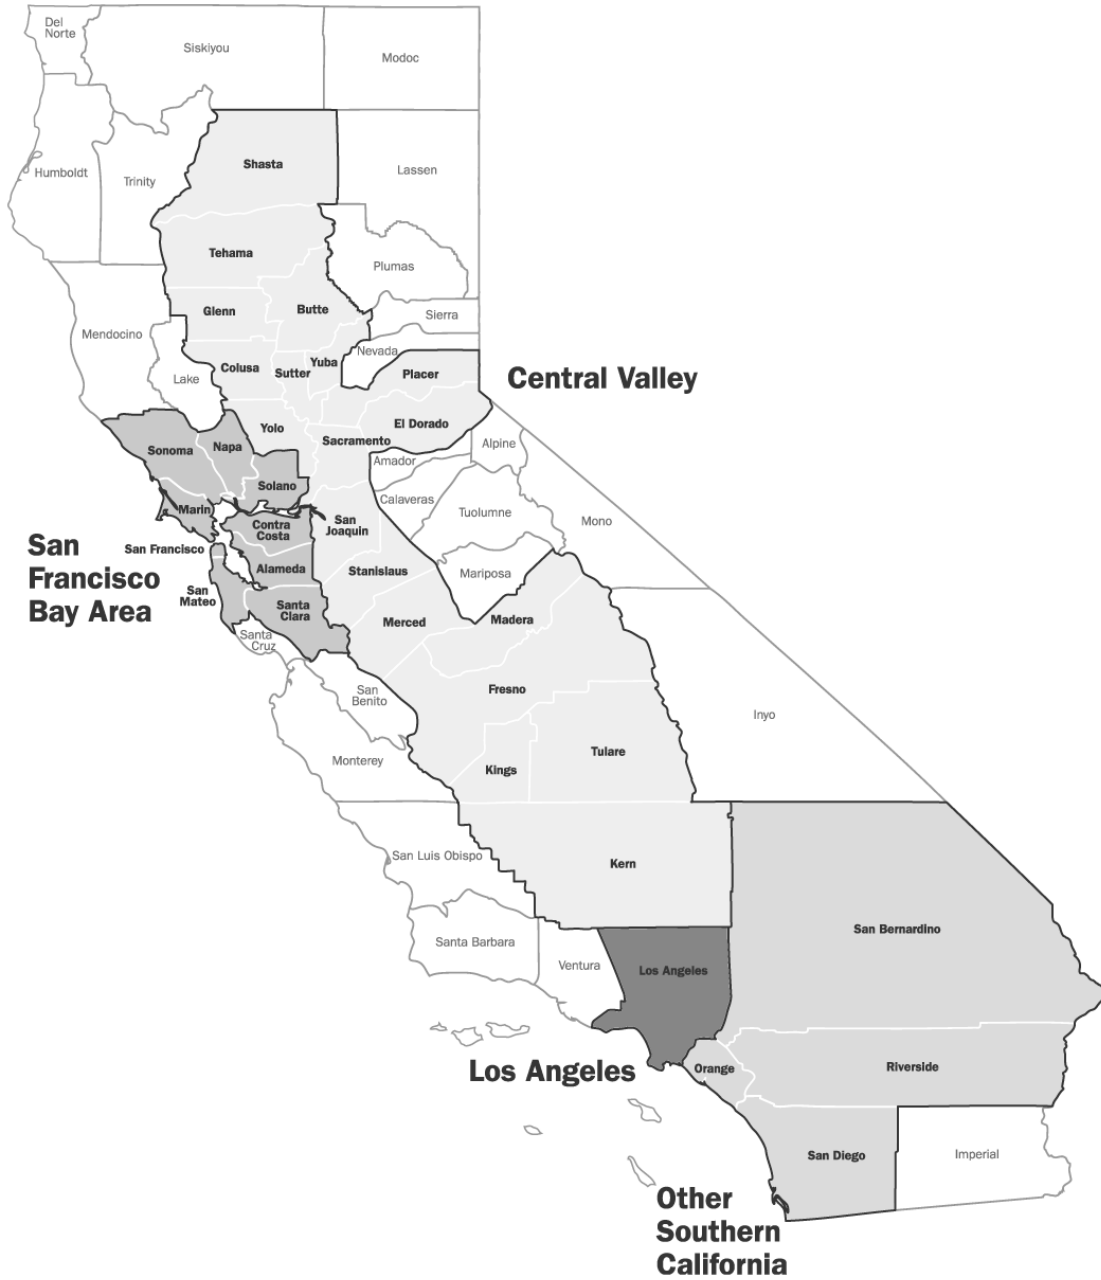 Del
Norte
Siskiyou
Modoc
Shasta
Lassen
Humboldt
Trinity
Tehama
Plumas
Glenn
Butte
Sierra
Mendocino
Nevada
Colusa
Sutter
Yuba
Placer
Lake
Central Valley
El Dorado
Yolo
Sacramento
Sonoma
Napa
Alpine
Amador
Solano
Calaveras
Marin
Tuolumne
Mono
Contra
Costa
San
Joaquin
San
Francisco
Bay Area
San Francisco
Alameda
Stanislaus
Mariposa
San
Mateo
Santa
Clara
Merced
Madera
Santa
Cruz
San
Benito
Fresno
Inyo
Monterey
Kings
Tulare
San Luis Obispo
Kern
San Bernardino
Santa Barbara
Ventura
Los Angeles
Los Angeles
Orange
Riverside
San Diego
Imperial
Other
Southern
California